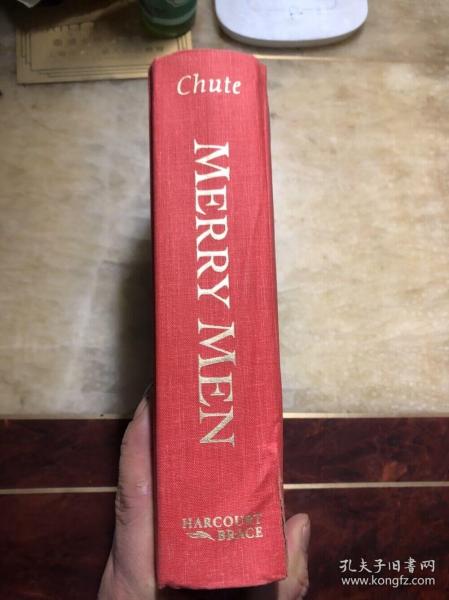 Chute
MERRY MEN
HARCOURT
BRACE
孔夫子旧书网
www.kongfz.com